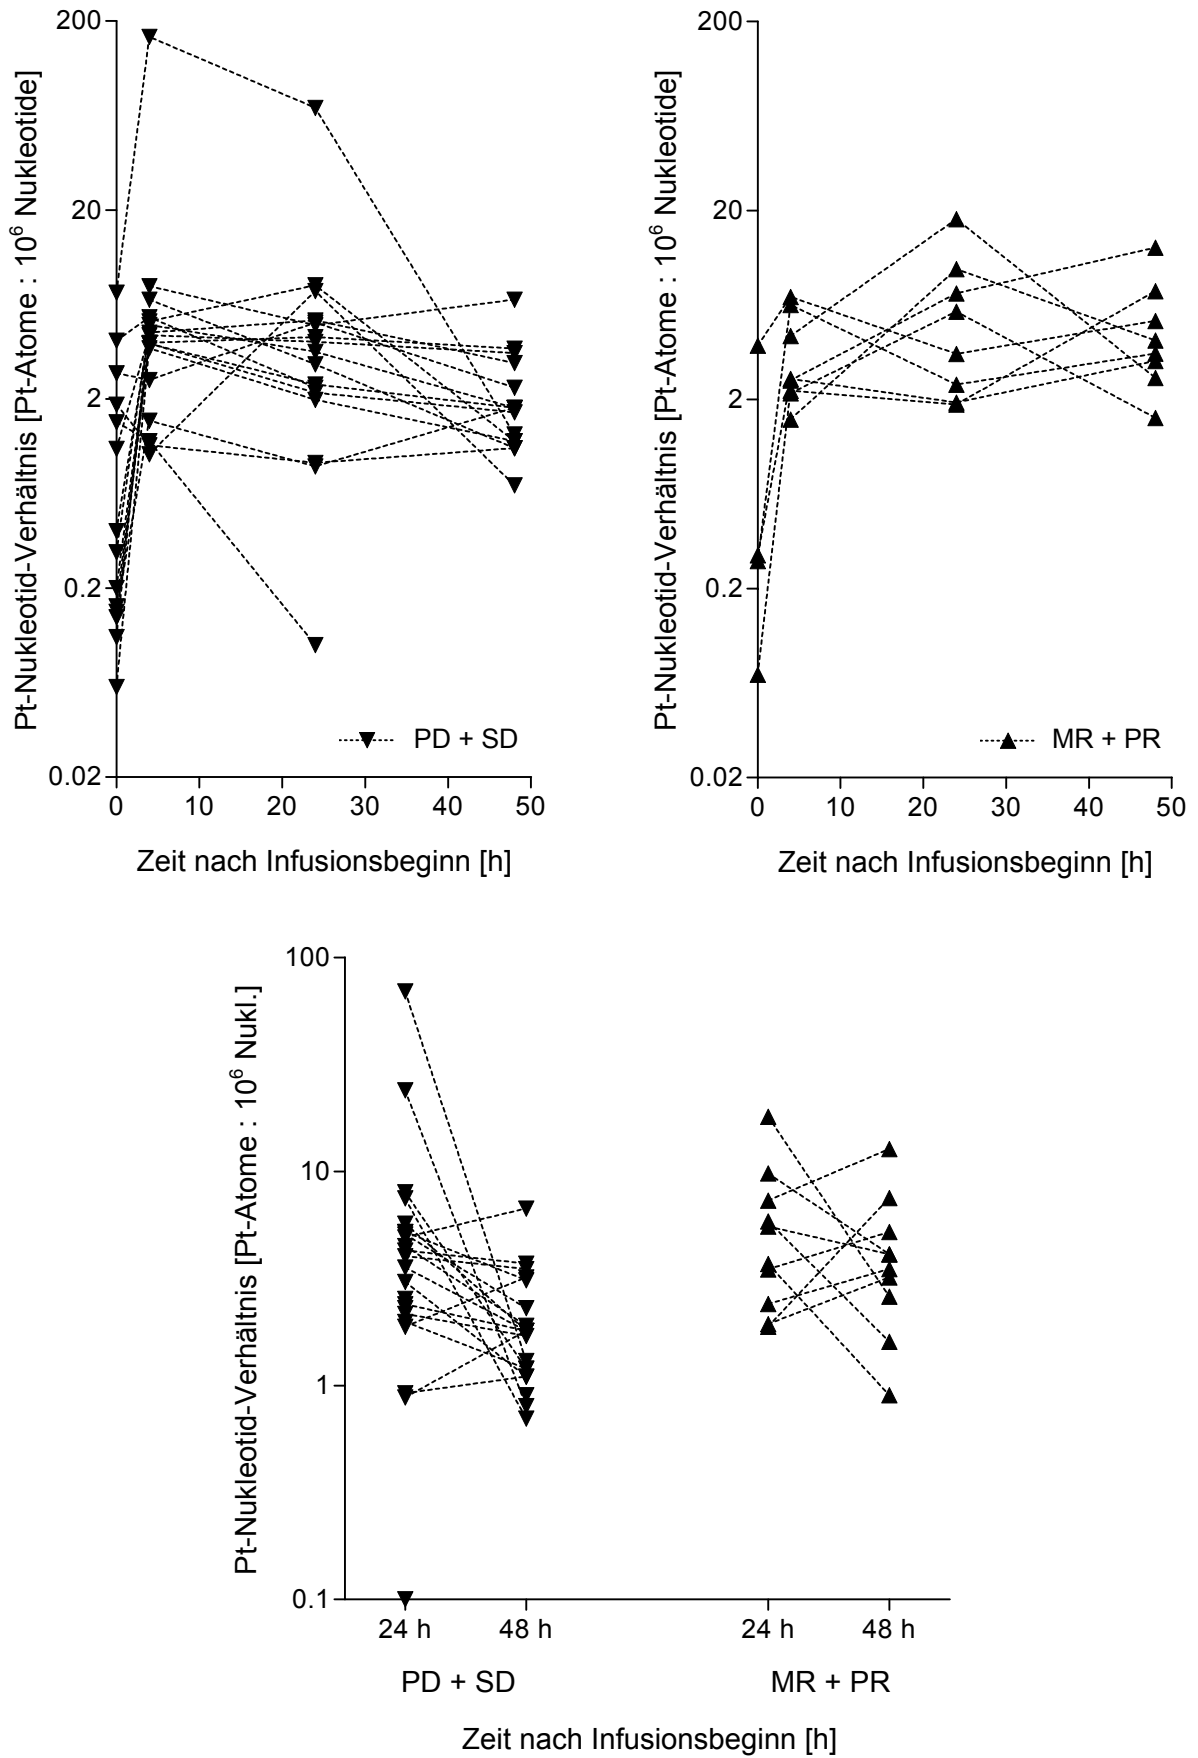 Pt-Nukleotid-Verhältnis [Pt-Atome : 10⁶ Nukleotide]
200
20
2
0.2
0.02
0 10 20 30 40 50
PD + SD
Zeit nach Infusionsbeginn [h]
Pt-Nukleotid-Verhältnis [Pt-Atome : 10⁶ Nukleotide]
200
20
2
0.2
0.02
0 10 20 30 40 50
MR + PR
Zeit nach Infusionsbeginn [h]
Pt-Nukleotid-Verhältnis [Pt-Atome : 10⁶ Nukl.]
100
10
1
0.1
24 h 48 h 24 h 48 h
PD + SD MR + PR
Zeit nach Infusionsbeginn [h]